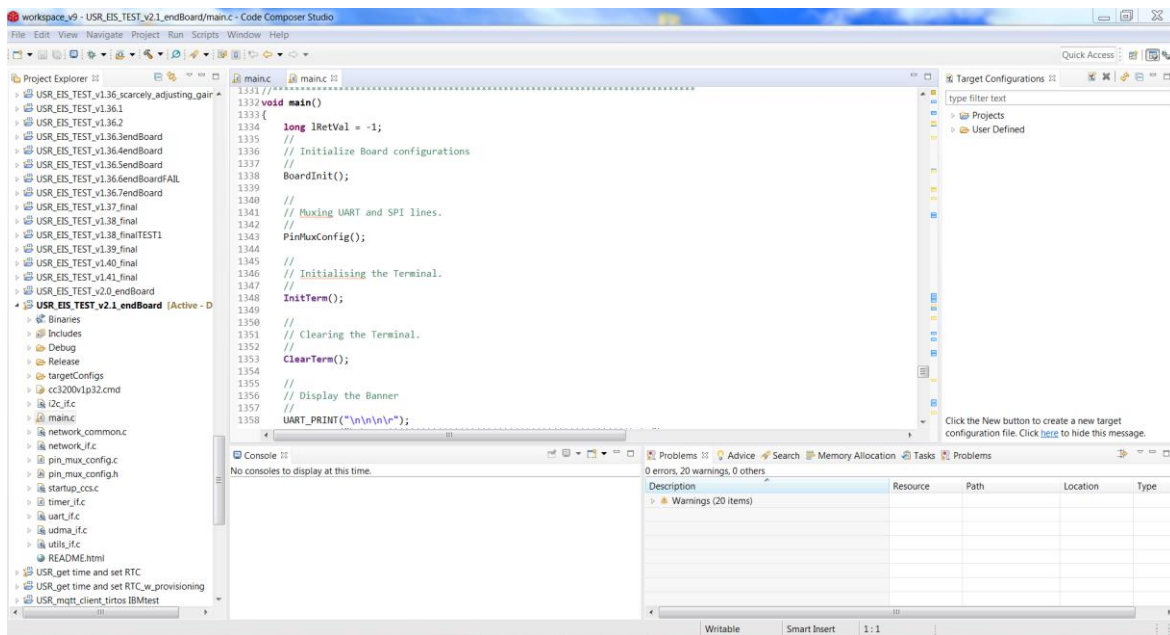 workspace_v9 - USR_EIS_TEST_v2.1_endBoard/main.c - Code Composer Studio
File Edit View Navigate Project Run Scripts Window Help
Quick Access
Project Explorer
USR_EIS_TEST_v1.36_scarcely_adjusting_gair
USR_EIS_TEST_v1.36.1
USR_EIS_TEST_v1.36.2
USR_EIS_TEST_v1.36.3endBoard
USR_EIS_TEST_v1.36.4endBoard
USR_EIS_TEST_v1.36.5endBoard
USR_EIS_TEST_v1.36.6endBoardFAIL
USR_EIS_TEST_v1.36.7endBoard
USR_EIS_TEST_v1.37_final
USR_EIS_TEST_v1.38_final
USR_EIS_TEST_v1.38_finalTEST1
USR_EIS_TEST_v1.39_final
USR_EIS_TEST_v1.40_final
USR_EIS_TEST_v1.41_final
USR_EIS_TEST_v2.0_endBoard
USR_EIS_TEST_v2.1_endBoard [Active - D
Binaries
Includes
Debug
Release
targetConfigs
cc3200v1p32.cmd
i2c_if.c
main.c
network_common.c
network_if.c
pin_mux_config.c
pin_mux_config.h
startup_ccs.c
timer_if.c
uart_if.c
udma_if.c
utils_if.c
README.html
USR_get time and set RTC
USR_get time and set RTC_w_provisioning
USR_mqtt_client_tirtos IBMtest
main.c main.c
1331 //*****************************************************************************
1332 void main()
1333 {
1334 long lRetVal = -1;
1335 //
1336 // Initialize Board configurations
1337 //
1338 BoardInit();
1339
1340 //
1341 // Muxing UART and SPI lines.
1342 //
1343 PinMuxConfig();
1344
1345 //
1346 // Initialising the Terminal.
1347 //
1348 InitTerm();
1349
1350 //
1351 // Clearing the Terminal.
1352 //
1353 ClearTerm();
1354
1355 //
1356 // Display the Banner
1357 //
1358 UART_PRINT("\n\n\n\r");
Target Configurations
type filter text
Projects
User Defined
Click the New button to create a new target
configuration file. Click here to hide this message.
Console
No consoles to display at this time.
Problems Advice Search Memory Allocation Tasks Problems
0 errors, 20 warnings, 0 others
Description Resource Path Location Type
Warnings (20 items)
Writable Smart Insert 1 : 1